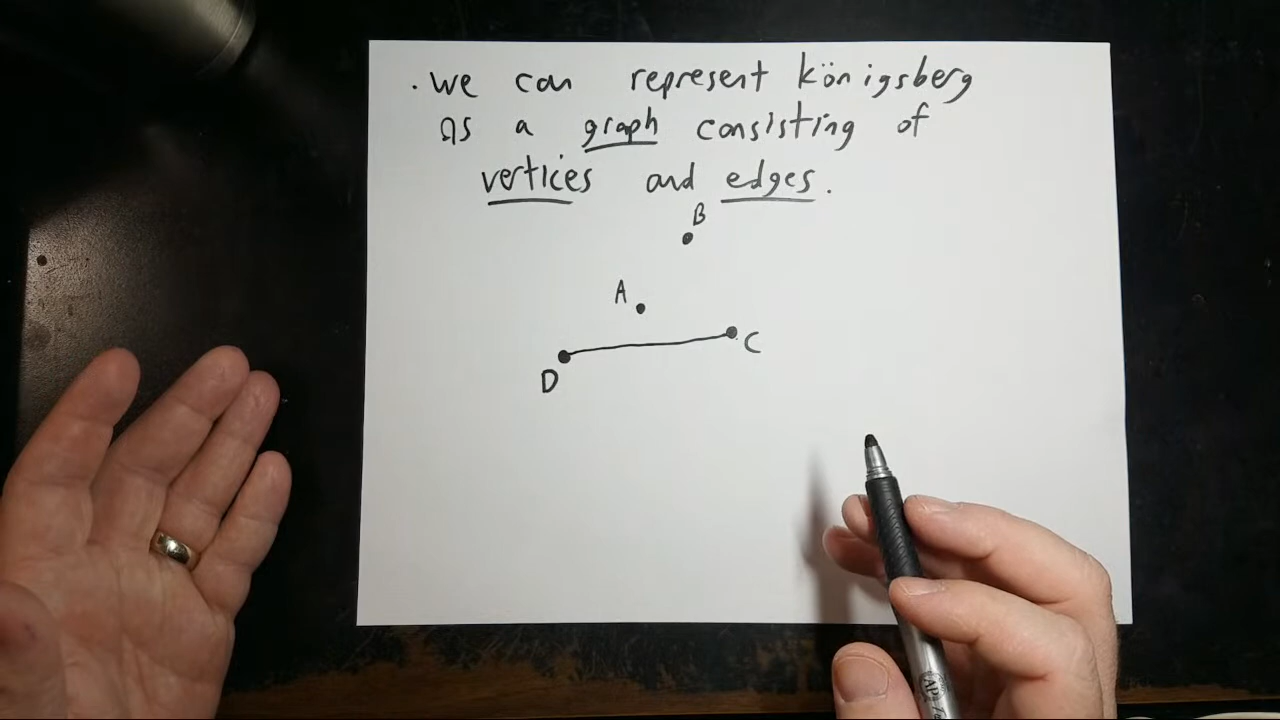 . we can represent Königsberg
as a graph consisting of
vertices and edges.
B
A
C
D